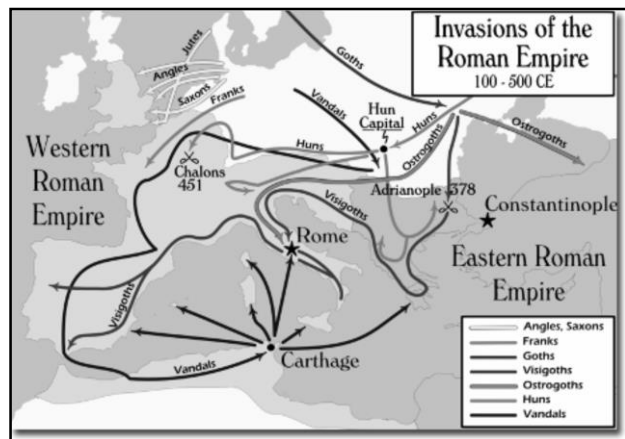 Invasions of the
Roman Empire
100 - 500 CE
Jutes
Angles
Saxons
Franks
Goths
Vandals
Hun
Capital
Huns
Ostrogoths
Huns
Ostrogoths
Western
Roman
Empire
Chalons
451
Adrianople 378
Visigoths
Constantinople
Rome
Eastern Roman
Empire
Visigoths
Carthage
Vandals
Angles, Saxons
Franks
Goths
Visigoths
Ostrogoths
Huns
Vandals